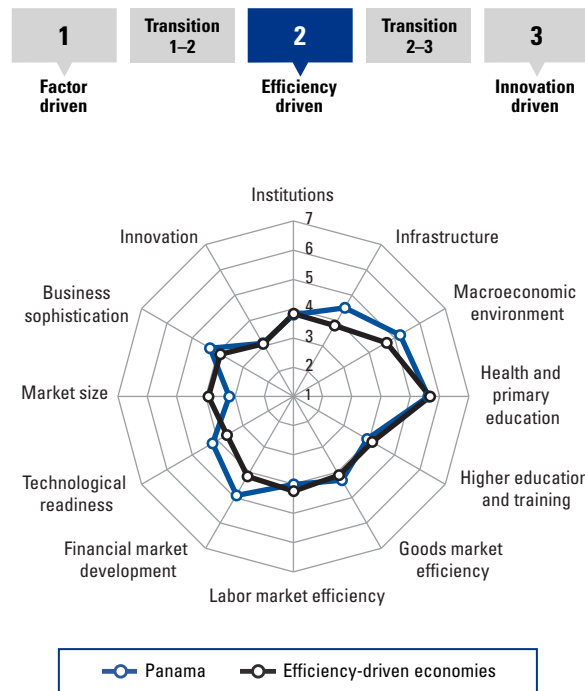 1
Transition
1–2
2
Transition
2–3
3
Factor
driven
Efficiency
driven
Innovation
driven
Institutions
7
Innovation
Infrastructure
6
5
Business
sophistication
Macroeconomic
environment
4
3
2
Market size
1
Health and
primary
education
Technological
readiness
Higher education
and training
Financial market
development
Goods market
efficiency
Labor market efficiency
Panama
Efficiency-driven economies